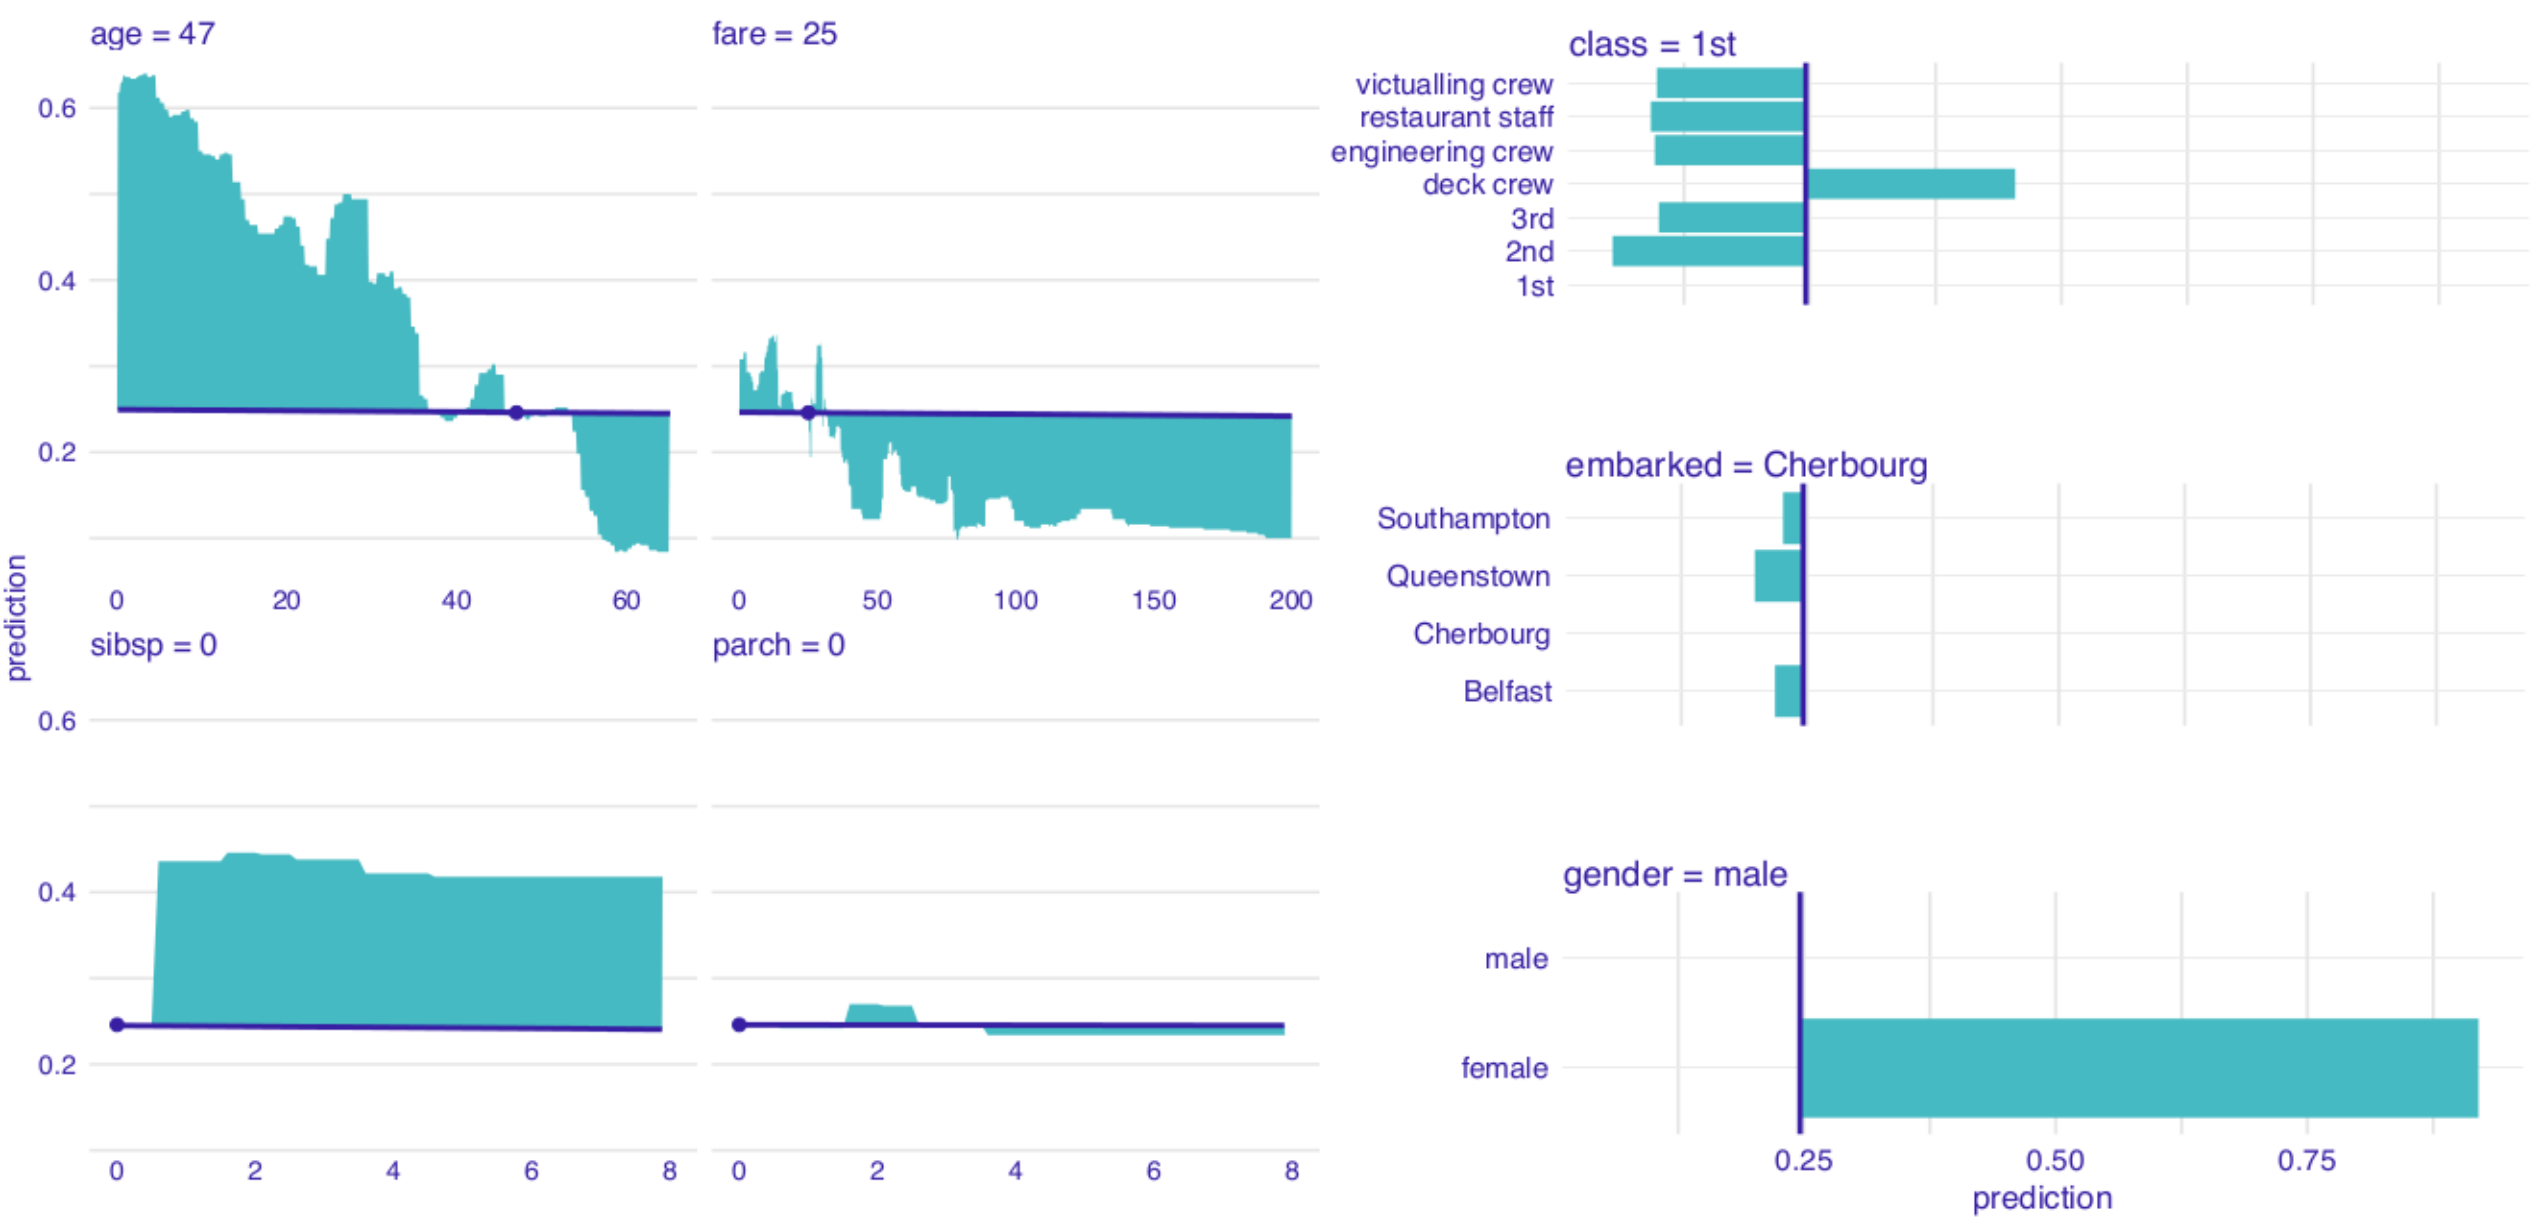 age = 47
fare = 25
0.6
0.4
0.2
0 20 40 60
0 50 100 150 200
prediction
sibsp = 0
parch = 0
0.6
0.4
0.2
0 2 4 6 8
0 2 4 6 8
class = 1st
victualling crew
restaurant staff
engineering crew
deck crew
3rd
2nd
1st
embarked = Cherbourg
Southampton
Queenstown
Cherbourg
Belfast
gender = male
male
female
0.25 0.50 0.75
prediction